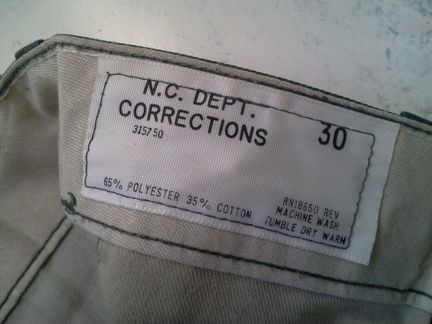 N.C. DEPT.
CORRECTIONS 30
315750
65% POLYESTER 35% COTTON
RN18650 REV
MACHINE WASH
TUMBLE DRY WARM